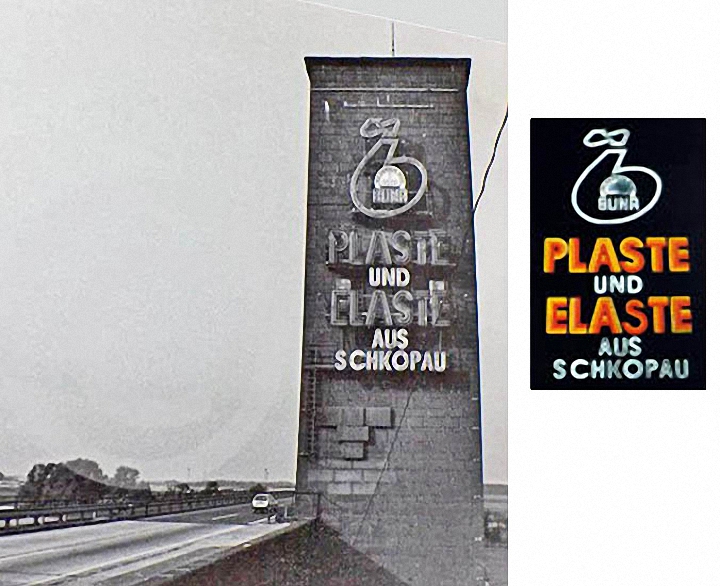 BUNA
PLASTE
UND
ELASTE
AUS
SCHKOPAU
BUNA
PLASTE
UND
ELASTE
AUS
SCHKOPAU